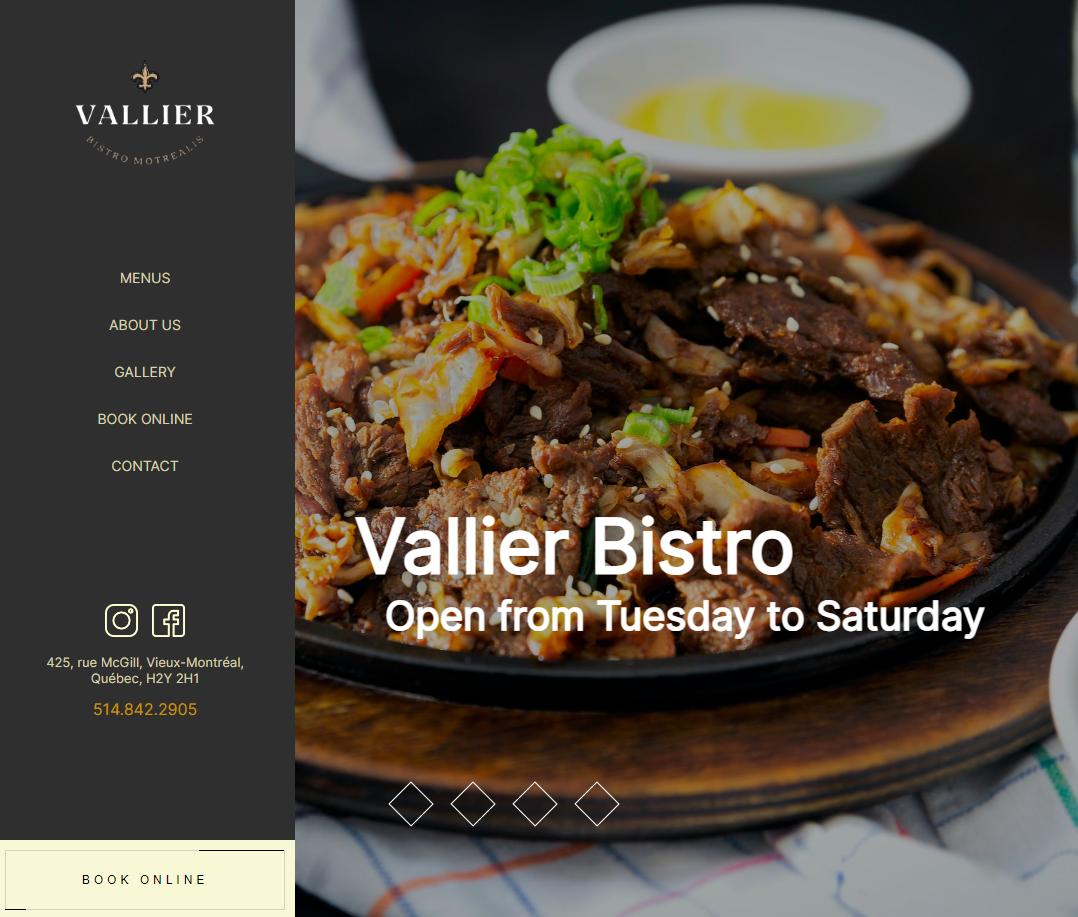 VALLIER
BISTRO MOTREALIS
MENUS
ABOUT US
GALLERY
BOOK ONLINE
CONTACT
425, rue McGill, Vieux-Montréal,
Québec, H2Y 2H1
514.842.2905
BOOK ONLINE
Vallier Bistro
Open from Tuesday to Saturday